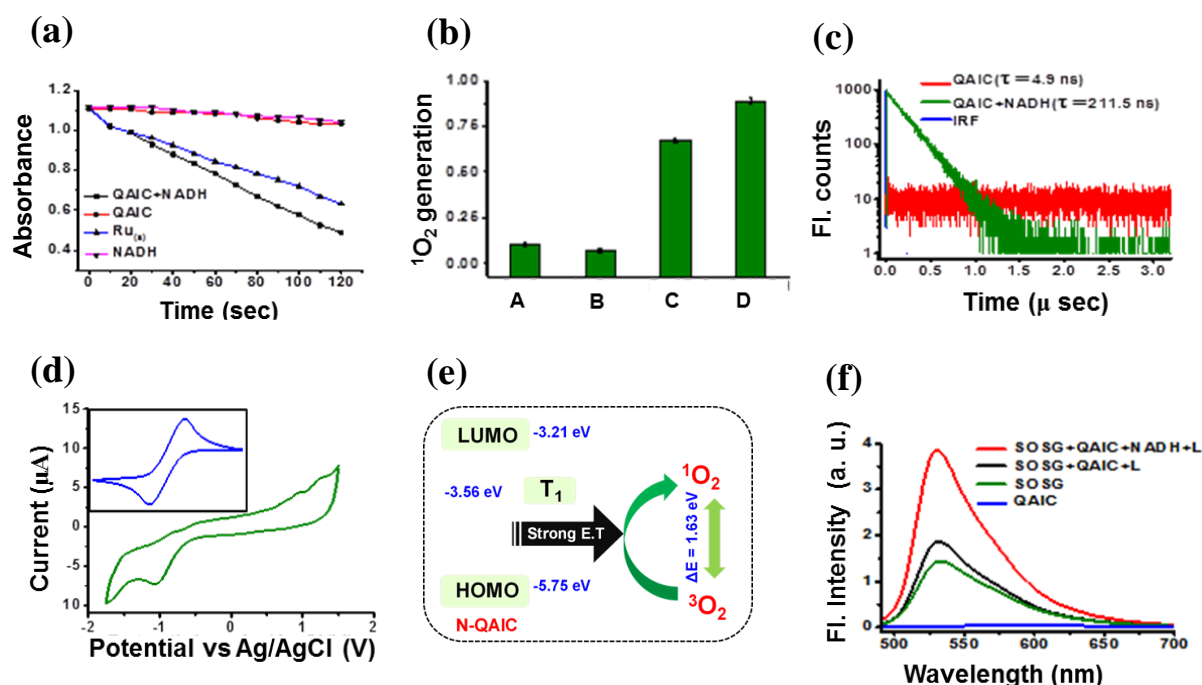 (a)
Absorbance
1.2
1.0
0.8
0.6
0.4
QAIC+NADH
QAIC
Ru(s)
NADH
0 20 40 60 80 100 120
Time (sec)
(b)
¹O₂ generation
1.00
0.75
0.50
0.25
0.00
A B C D
(c)
Fl. counts
1000
100
10
1
QAIC(τ = 4.9 ns)
QAIC+NADH(τ = 211.5 ns)
IRF
0.0 0.5 1.0 1.5 2.0 2.5 3.0
Time (μ sec)
(d)
Current (μA)
15
10
5
0
5
10
-2 -1 0 1 2
Potential vs Ag/AgCl (V)
(e)
LUMO -3.21 eV
-3.56 eV T₁
Strong E.T
¹O₂
ΔE = 1.63 eV
³O₂
HOMO -5.75 eV
N-QAIC
(f)
Fl. Intensity (a. u.)
4
3
2
1
0
SOSG+QAIC+NADH+L
SOSG+QAIC+L
SOSG
QAIC
500 550 600 650 700
Wavelength (nm)